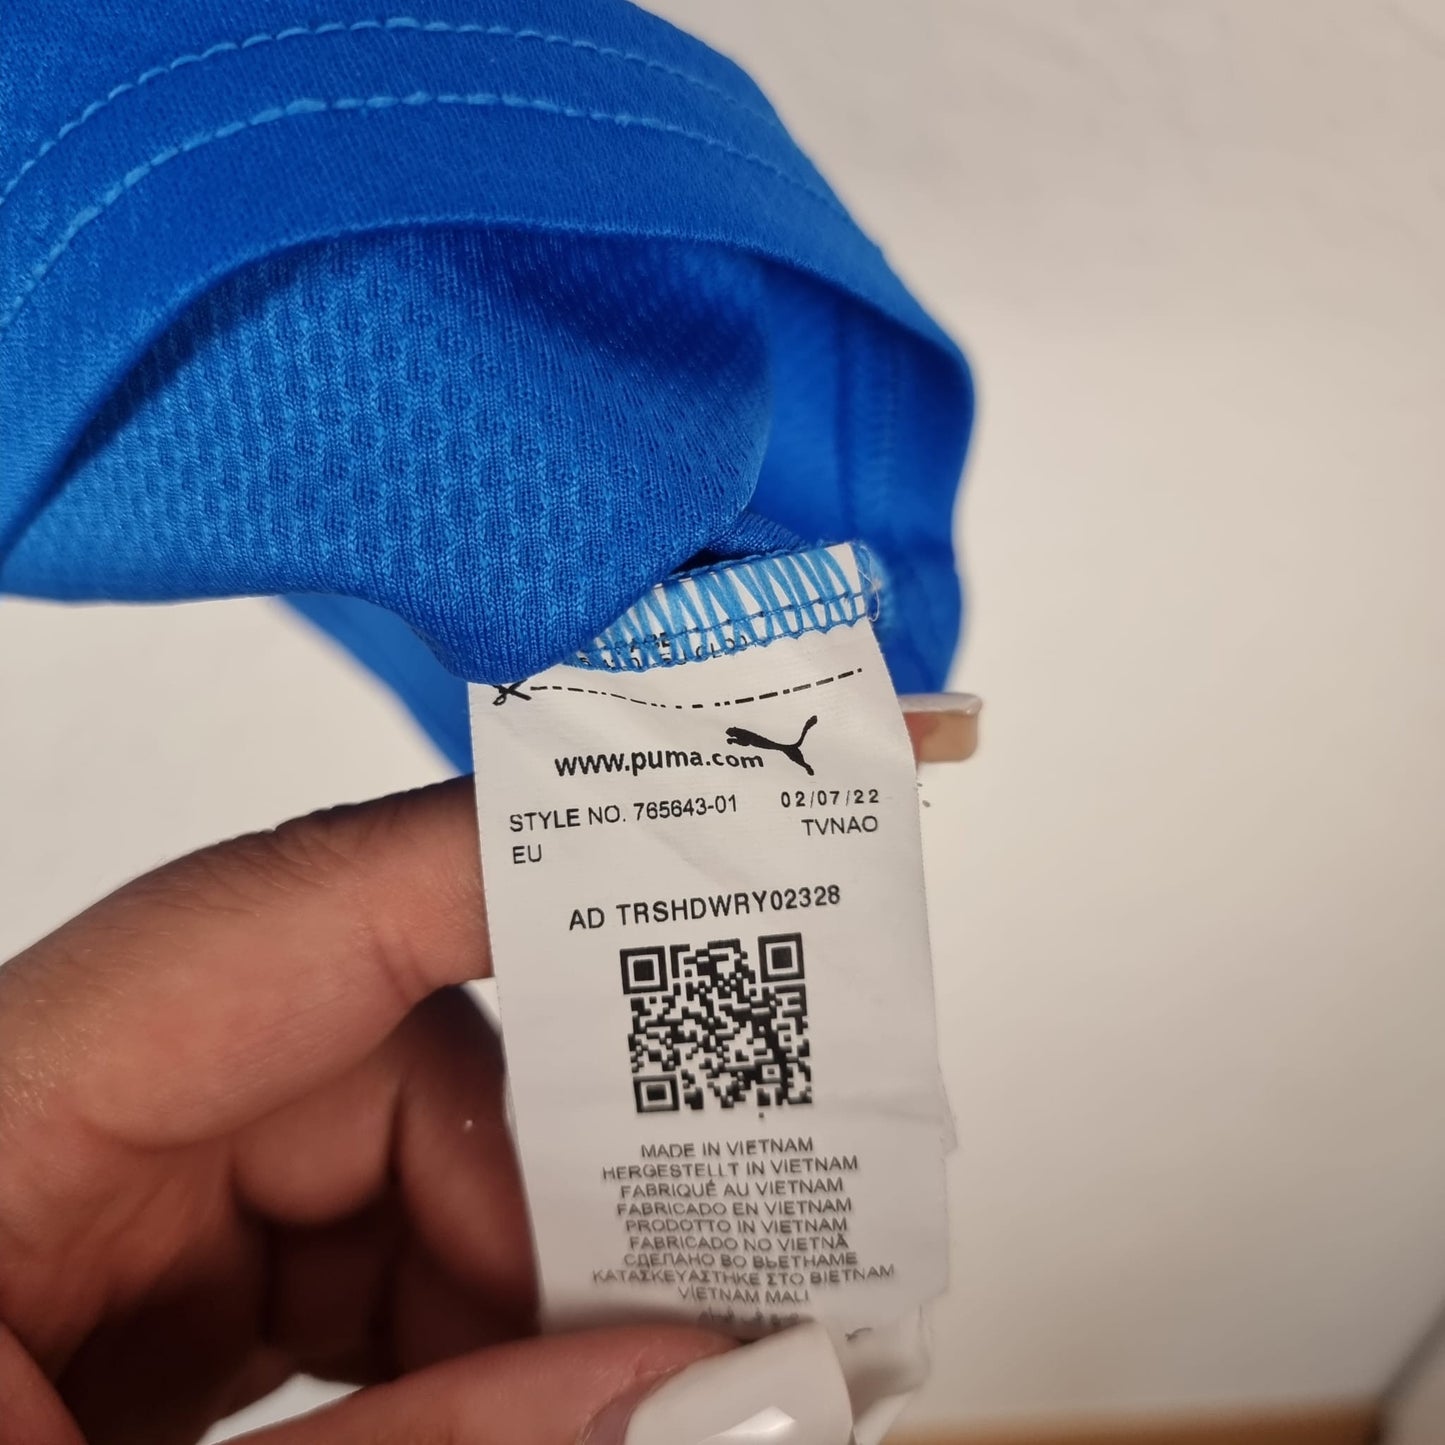 www.puma.com
STYLE NO. 765643-01 02/07/22
EU TVNAO
AD TRSHDWRY02328
MADE IN VIETNAM
HERGESTELLT IN VIETNAM
FABRIQUÉ AU VIETNAM
FABRICADO EN VIETNAM
PRODOTTO IN VIETNAM
FABRICADO NO VIETNÃ
СДЕЛАНО ВО ВЬЕТНАМЕ
ΚΑΤΑΣΚΕΥΑΣΤΗΚΕ ΣΤΟ ΒΙΕΤΝΑΜ
VİETNAM MALI